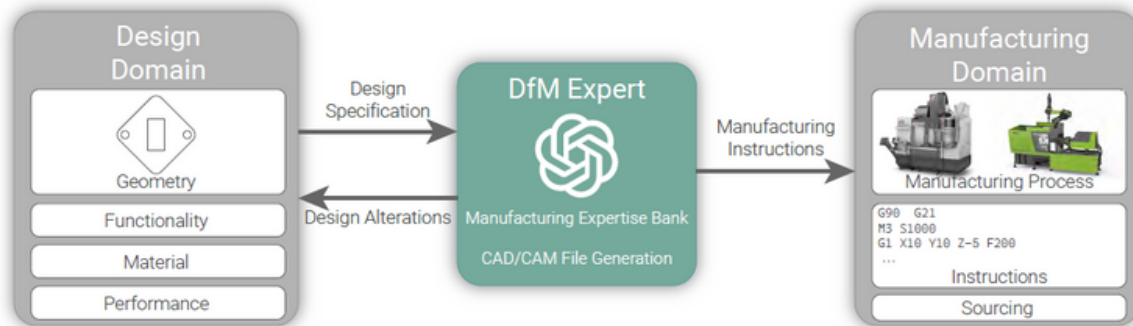 Design
Domain
Geometry
Functionality
Material
Performance
Design
Specification
Design Alterations
DfM Expert
Manufacturing Expertise Bank
CAD/CAM File Generation
Manufacturing
Instructions
Manufacturing
Domain
Manufacturing Process
G90  G21
M3 S1000
G1 X10 Y10 Z-5 F200
...
Instructions
Sourcing